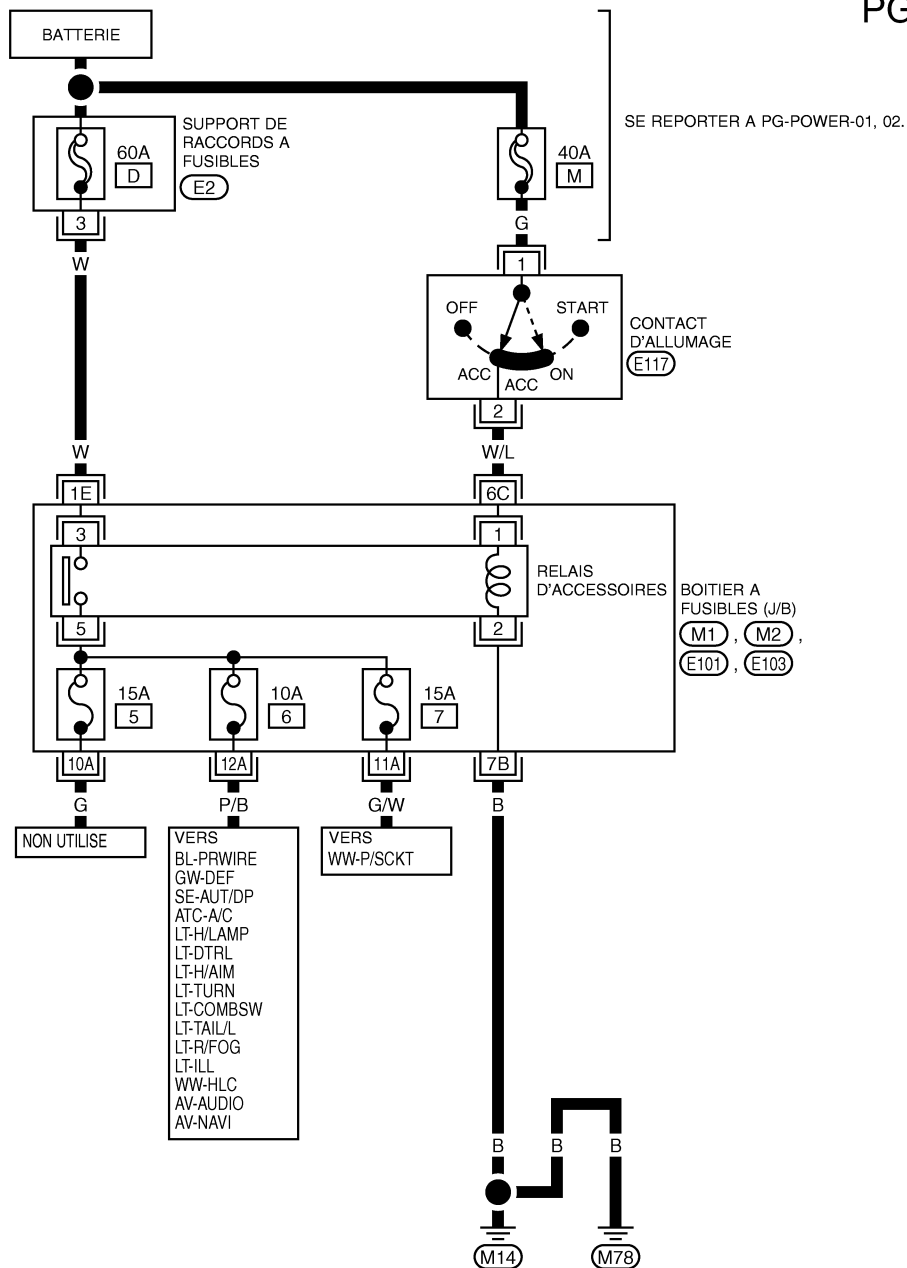 PG
BATTERIE
SE REPORTER A PG-POWER-01, 02.
SUPPORT DE
RACCORDS A
FUSIBLES
E2
60A
D
40A
M
3
G
W
1
OFF
START
CONTACT
D'ALLUMAGE
E117
ACC
ACC
ON
2
W
W/L
1E
6C
3
1
RELAIS
D'ACCESSOIRES
BOITIER A
FUSIBLES (J/B)
M1 , M2 ,
E101 , E103
5
2
15A
5
10A
6
15A
7
10A
12A
11A
7B
G
P/B
G/W
B
NON UTILISE
VERS
BL-PRWIRE
GW-DEF
SE-AUT/DP
ATC-A/C
LT-H/LAMP
LT-DTRL
LT-H/AIM
LT-TURN
LT-COMBSW
LT-TAIL/L
LT-R/FOG
LT-ILL
WW-HLC
AV-AUDIO
AV-NAVI
VERS
WW-P/SCKT
B
B
B
M14
M78